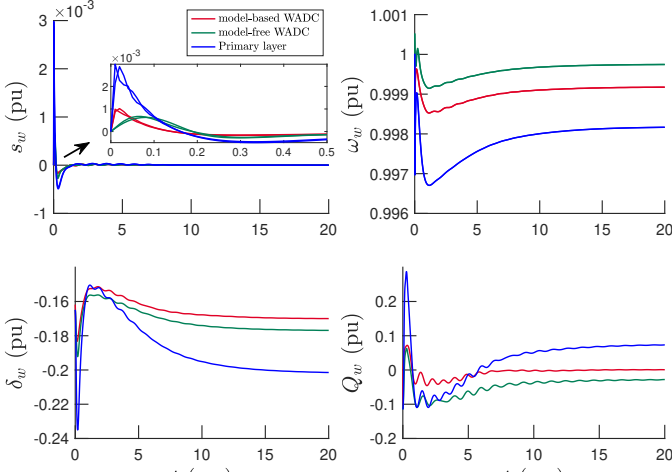 ×10⁻³
model-based WADC
model-free WADC
Primary layer
3
2
1
0
-1
s_w (pu)
0 5 10 15 20
×10⁻³
2
1
0
0 0.1 0.2 0.3 0.4 0.5
1.001
1
0.999
0.998
0.997
0.996
ω_w (pu)
0 5 10 15 20
-0.16
-0.2
-0.24
δ_w (pu)
0 5 10 15 20
0.2
0.1
0
-0.1
-0.2
Q_w (pu)
0 5 10 15 20